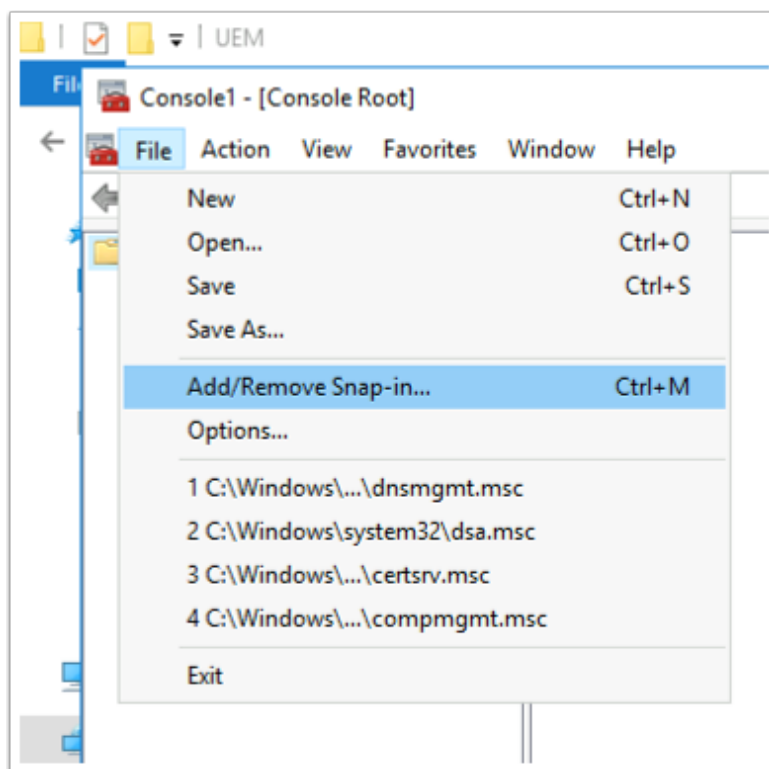 UEM
Console1 - [Console Root]
File Action View Favorites Window Help
New Ctrl+N
Open... Ctrl+O
Save Ctrl+S
Save As...
Add/Remove Snap-in... Ctrl+M
Options...
1 C:\Windows\...\dnsmgmt.msc
2 C:\Windows\system32\dsa.msc
3 C:\Windows\...\certsrv.msc
4 C:\Windows\...\compmgmt.msc
Exit